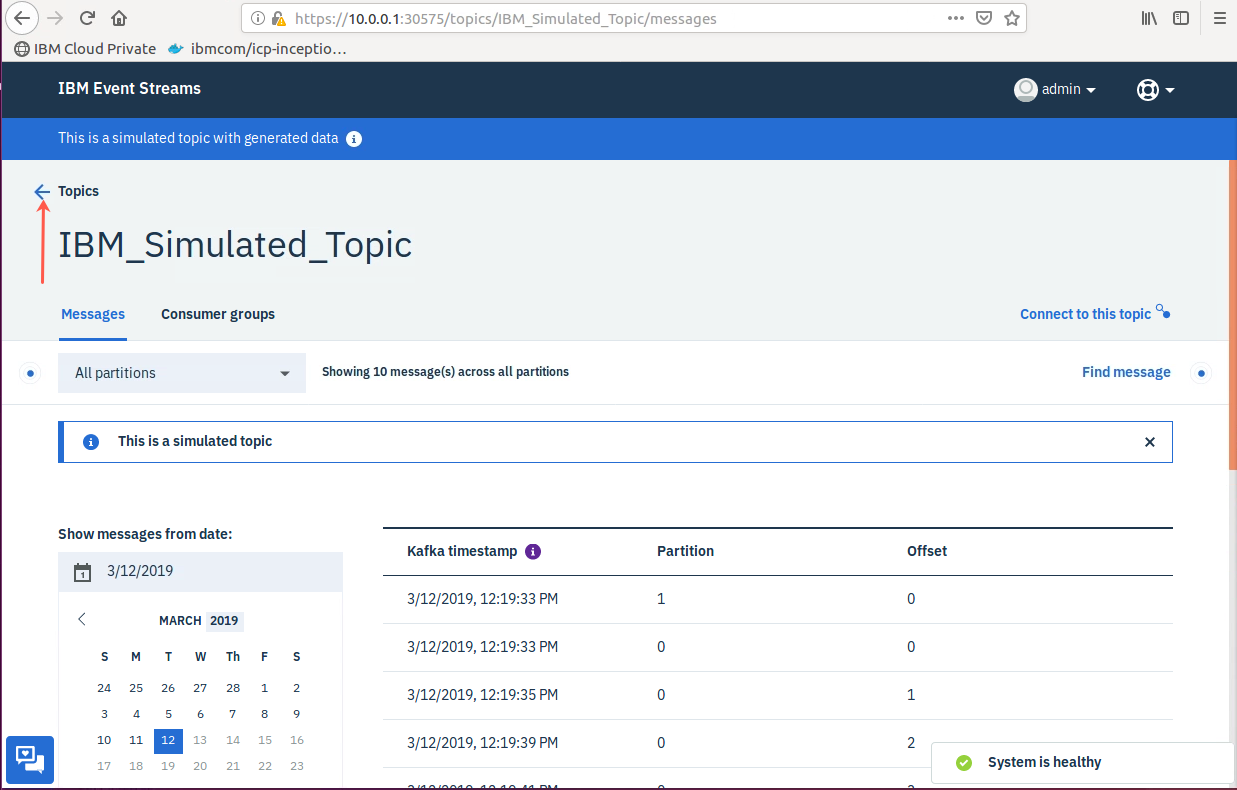 https://10.0.0.1:30575/topics/IBM_Simulated_Topic/messages
IBM Cloud Private ibmcom/icp-inceptio…
IBM Event Streams admin
This is a simulated topic with generated data
Topics
IBM_Simulated_Topic
Messages Consumer groups Connect to this topic
All partitions Showing 10 message(s) across all partitions Find message
This is a simulated topic
Show messages from date:
3/12/2019
MARCH 2019
S M T W Th F S
24 25 26 27 28 1 2
3 4 5 6 7 8 9
10 11 12 13 14 15 16
17 18 19 20 21 22 23
Kafka timestamp Partition Offset
3/12/2019, 12:19:33 PM 1 0
3/12/2019, 12:19:33 PM 0 0
3/12/2019, 12:19:35 PM 0 1
3/12/2019, 12:19:39 PM 0 2
System is healthy